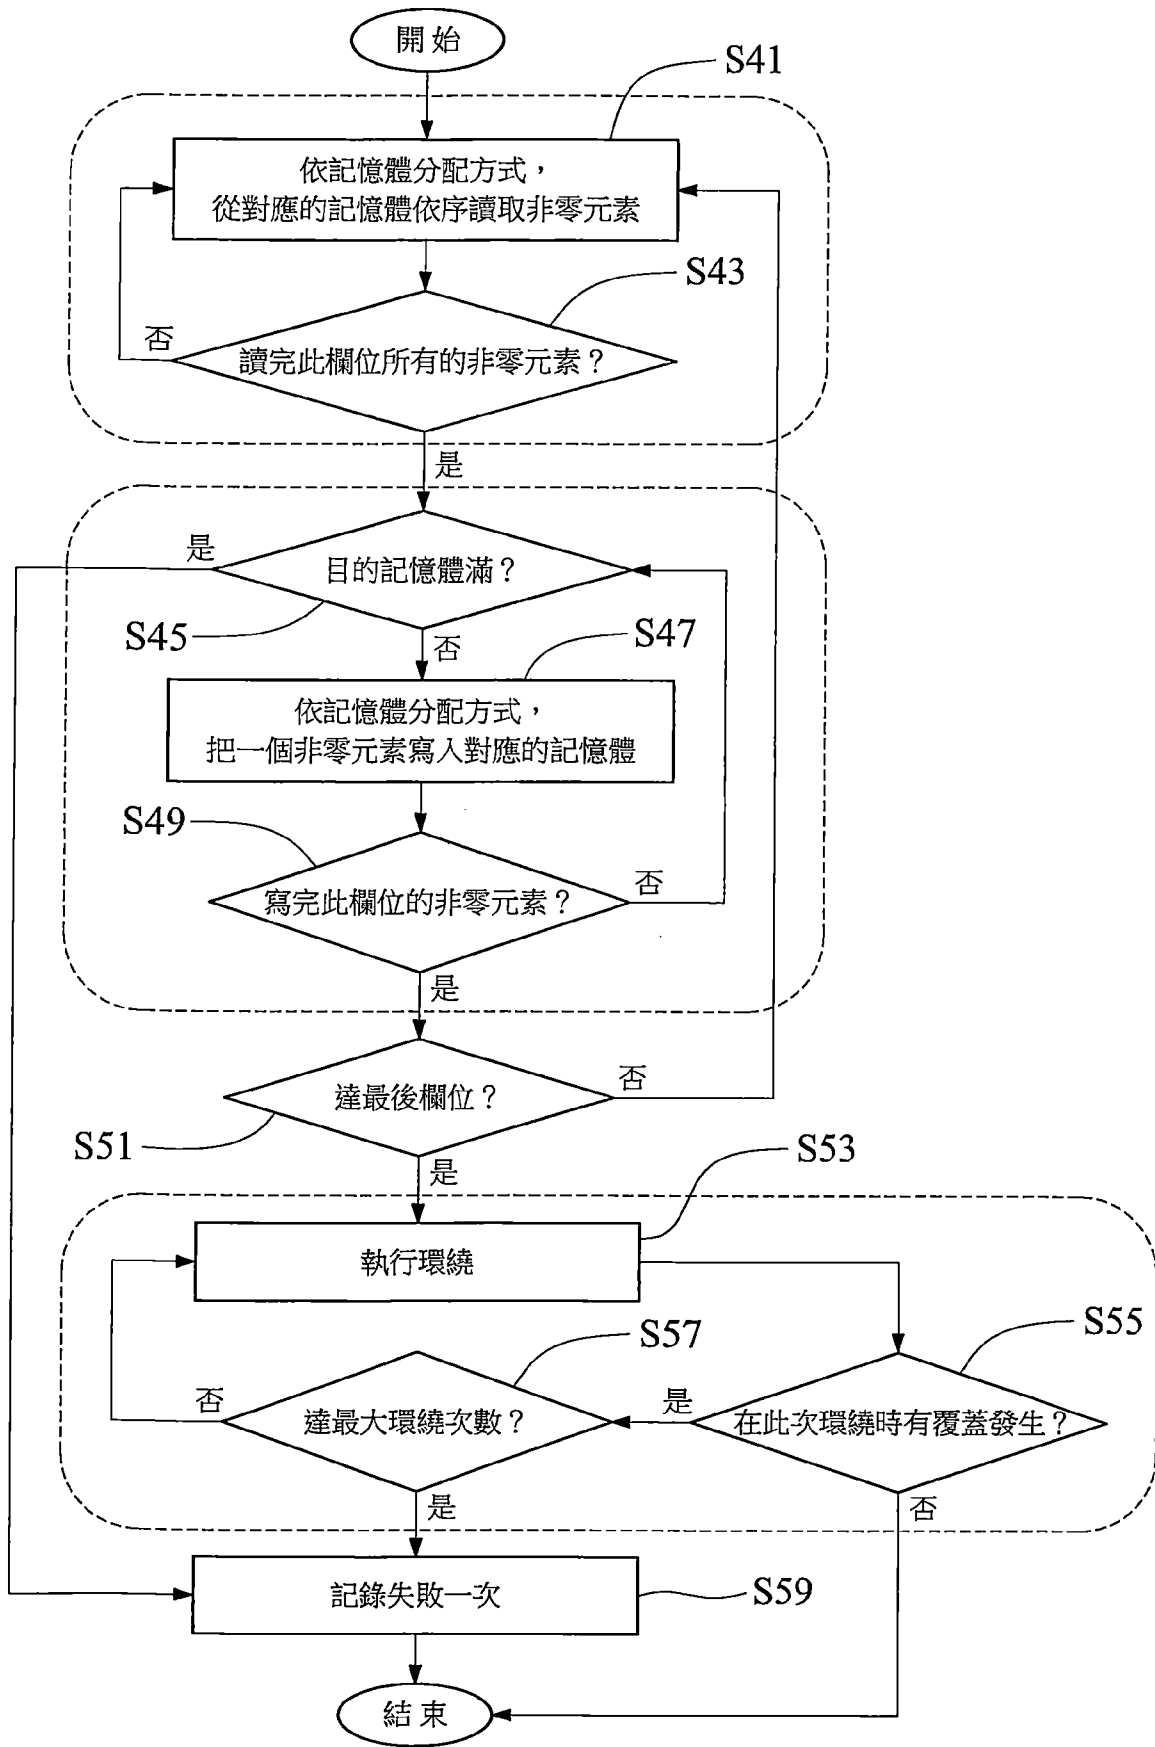 開始
S41
依記憶體分配方式，
從對應的記憶體依序讀取非零元素
S43
否
讀完此欄位所有的非零元素？
是
是
目的記憶體滿？
S45
否
S47
依記憶體分配方式，
把一個非零元素寫入對應的記憶體
S49
否
寫完此欄位的非零元素？
是
達最後欄位？
否
S51
是
S53
執行環繞
S57
S55
否
達最大環繞次數？
是
在此次環繞時有覆蓋發生？
是
否
記錄失敗一次
S59
結束